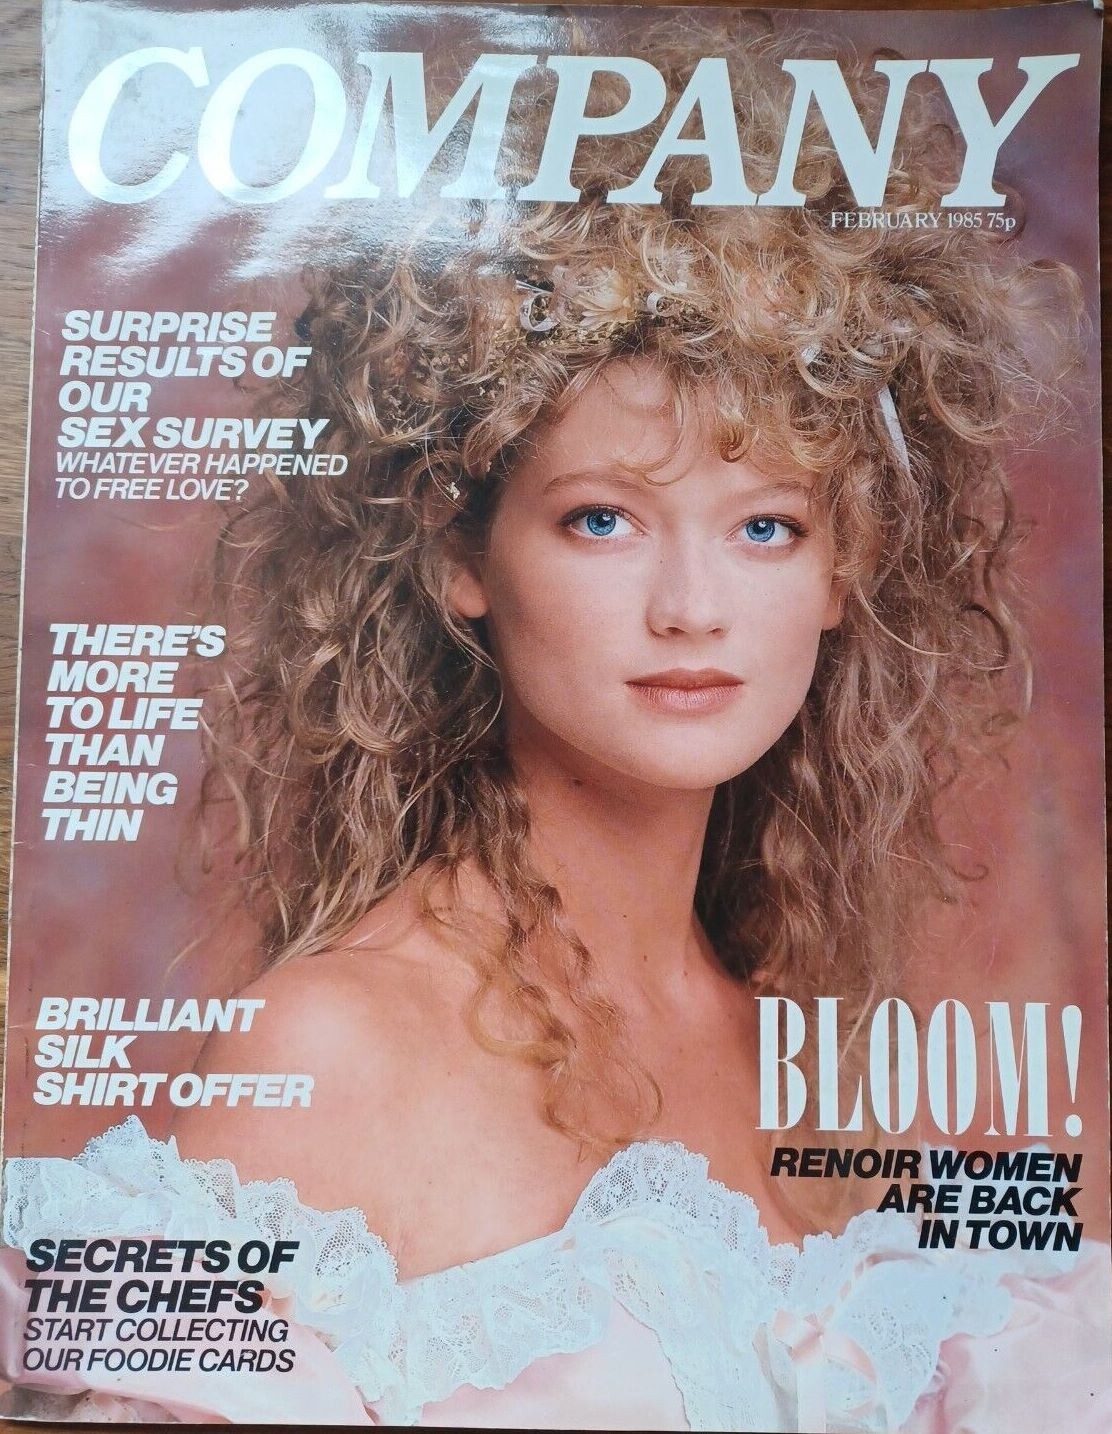 COMPANY
FEBRUARY 1985 75p
SURPRISE
RESULTS OF
OUR
SEX SURVEY
WHATEVER HAPPENED
TO FREE LOVE?
THERE'S
MORE
TO LIFE
THAN
BEING
THIN
BRILLIANT
SILK
SHIRT OFFER
BLOOM!
RENOIR WOMEN
ARE BACK
IN TOWN
SECRETS OF
THE CHEFS
START COLLECTING
OUR FOODIE CARDS